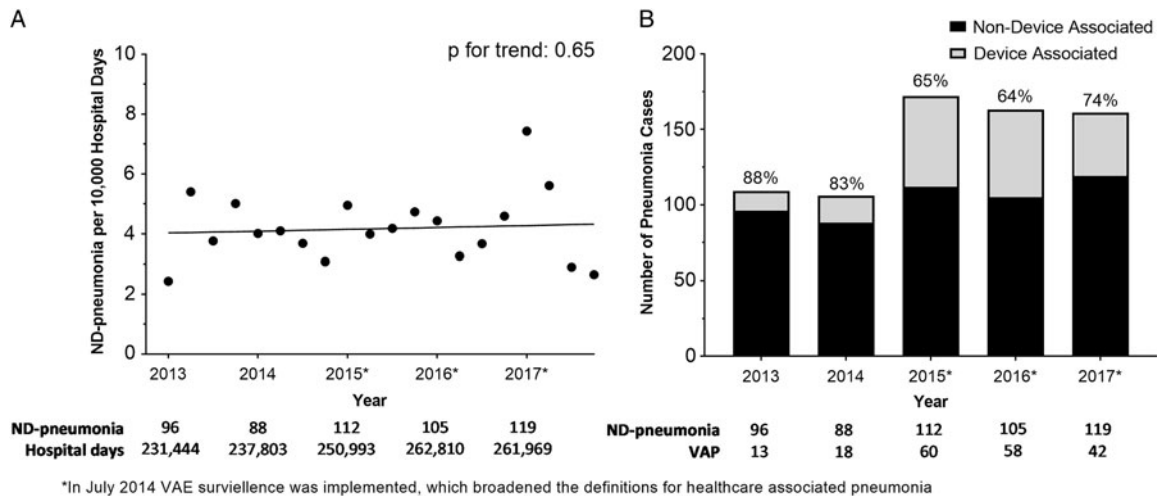 A
p for trend: 0.65
ND-pneumonia per 10,000 Hospital Days
10
8
6
4
2
0
2013 2014 2015* 2016* 2017*
Year
ND-pneumonia 96 88 112 105 119
Hospital days 231,444 237,803 250,993 262,810 261,969
B
Non-Device Associated
Device Associated
Number of Pneumonia Cases
200
150
100
50
0
88% 83% 65% 64% 74%
2013 2014 2015* 2016* 2017*
Year
ND-pneumonia 96 88 112 105 119
VAP 13 18 60 58 42
*In July 2014 VAE surviellence was implemented, which broadened the definitions for healthcare associated pneumonia